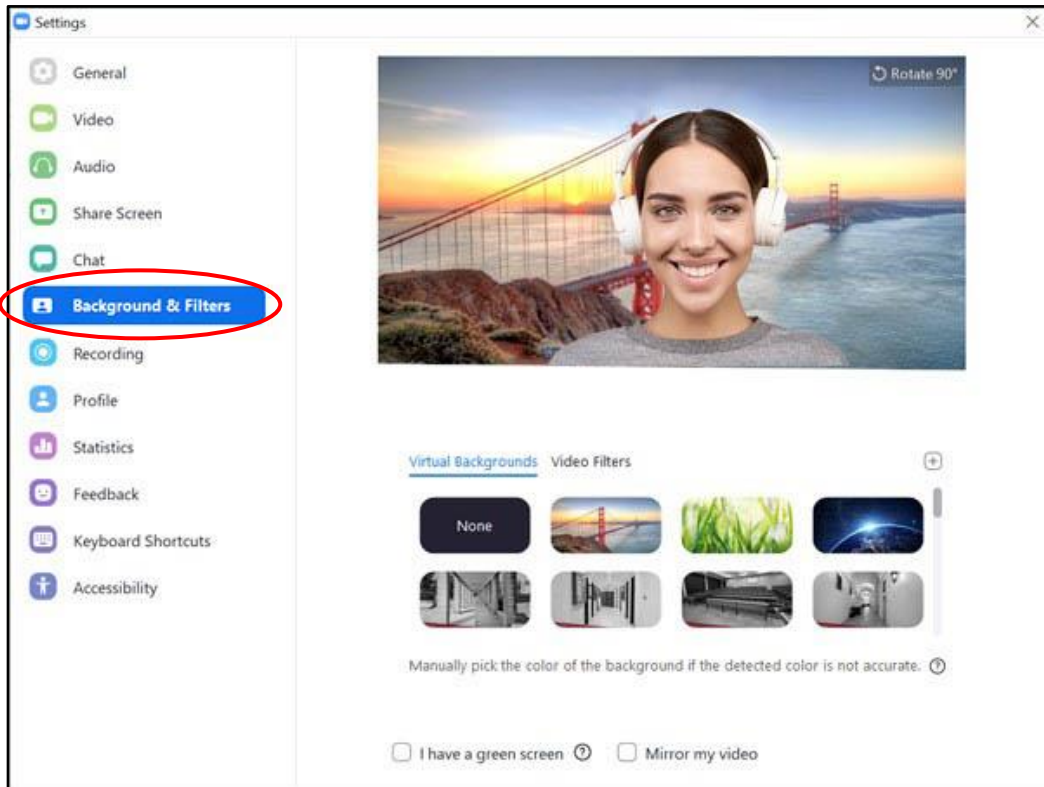 Settings
General
Rotate 90°
Video
Audio
Share Screen
Chat
Background & Filters
Recording
Profile
Statistics
Feedback
Keyboard Shortcuts
Accessibility
Virtual Backgrounds Video Filters
None
Manually pick the color of the background if the detected color is not accurate.
I have a green screen Mirror my video